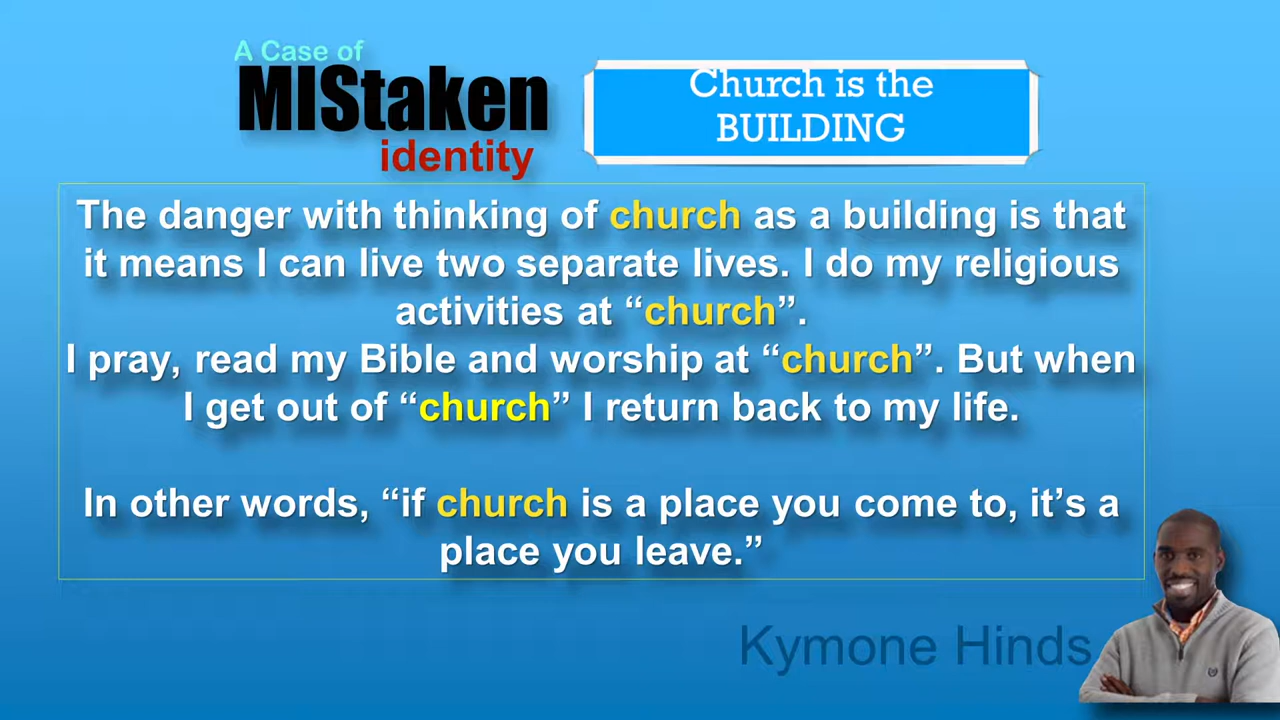 A Case of
MIStaken
identity
Church is the
BUILDING
The danger with thinking of church as a building is that
it means I can live two separate lives. I do my religious
activities at “church”.
I pray, read my Bible and worship at “church”. But when
I get out of “church” I return back to my life.
In other words, “if church is a place you come to, it’s a
place you leave.”
Kymone Hinds